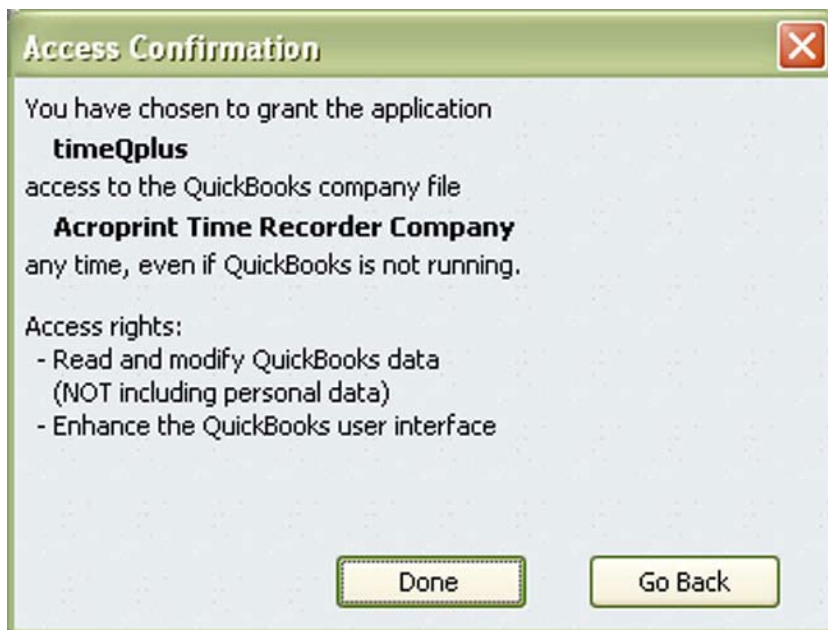 Access Confirmation
You have chosen to grant the application
timeQplus
access to the QuickBooks company file
Acroprint Time Recorder Company
any time, even if QuickBooks is not running.
Access rights:
- Read and modify QuickBooks data
(NOT including personal data)
- Enhance the QuickBooks user interface
Done
Go Back